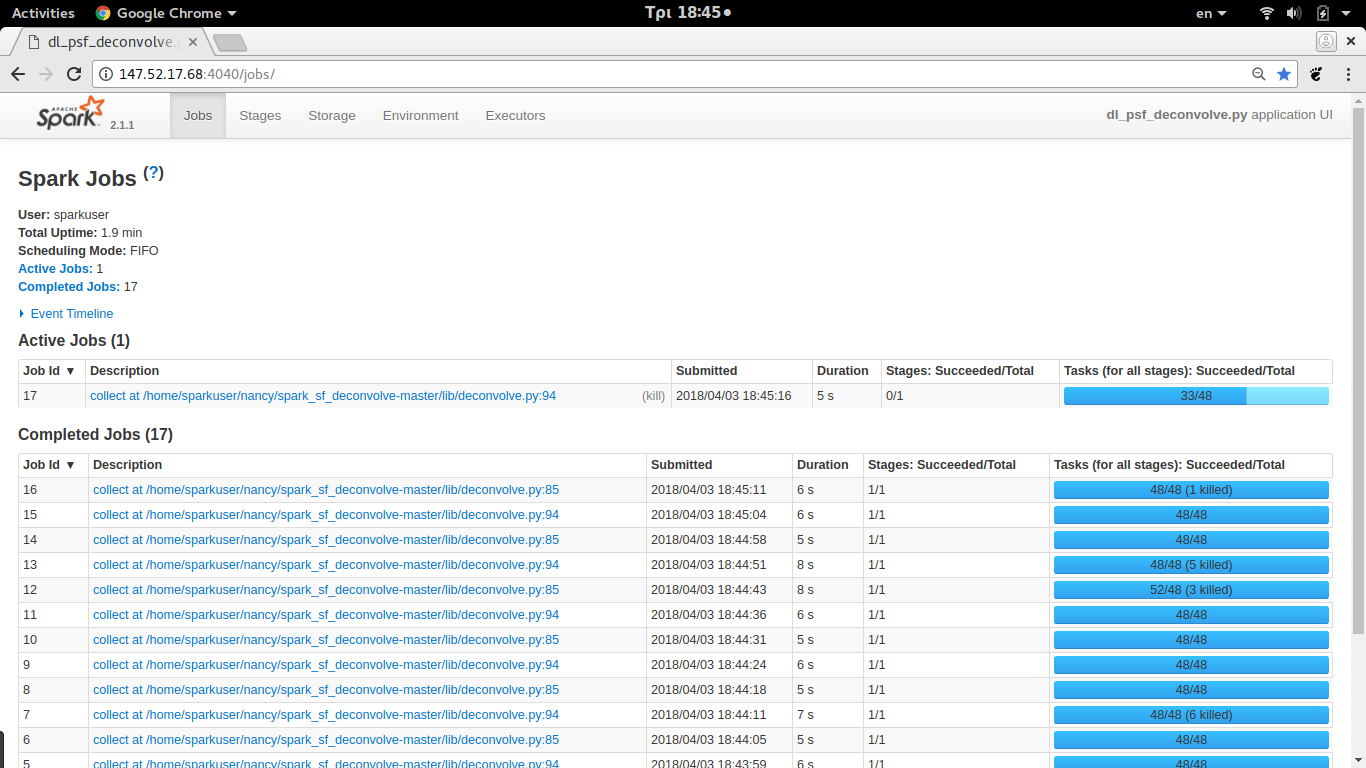 Activities Google Chrome Τρι 18:45 en
dl_psf_deconvolve.p
147.52.17.68:4040/jobs/
APACHE Spark 2.1.1 Jobs Stages Storage Environment Executors dl_psf_deconvolve.py application UI
Spark Jobs (?)
User: sparkuser
Total Uptime: 1.9 min
Scheduling Mode: FIFO
Active Jobs: 1
Completed Jobs: 17
Event Timeline
Active Jobs (1)
Job Id ▼ Description Submitted Duration Stages: Succeeded/Total Tasks (for all stages): Succeeded/Total
17 collect at /home/sparkuser/nancy/spark_sf_deconvolve-master/lib/deconvolve.py:94 (kill) 2018/04/03 18:45:16 5 s 0/1 33/48
Completed Jobs (17)
Job Id ▼ Description Submitted Duration Stages: Succeeded/Total Tasks (for all stages): Succeeded/Total
16 collect at /home/sparkuser/nancy/spark_sf_deconvolve-master/lib/deconvolve.py:85 2018/04/03 18:45:11 6 s 1/1 48/48 (1 killed)
15 collect at /home/sparkuser/nancy/spark_sf_deconvolve-master/lib/deconvolve.py:94 2018/04/03 18:45:04 6 s 1/1 48/48
14 collect at /home/sparkuser/nancy/spark_sf_deconvolve-master/lib/deconvolve.py:85 2018/04/03 18:44:58 5 s 1/1 48/48
13 collect at /home/sparkuser/nancy/spark_sf_deconvolve-master/lib/deconvolve.py:94 2018/04/03 18:44:51 8 s 1/1 48/48 (5 killed)
12 collect at /home/sparkuser/nancy/spark_sf_deconvolve-master/lib/deconvolve.py:85 2018/04/03 18:44:43 8 s 1/1 52/48 (3 killed)
11 collect at /home/sparkuser/nancy/spark_sf_deconvolve-master/lib/deconvolve.py:94 2018/04/03 18:44:36 6 s 1/1 48/48
10 collect at /home/sparkuser/nancy/spark_sf_deconvolve-master/lib/deconvolve.py:85 2018/04/03 18:44:31 5 s 1/1 48/48
9 collect at /home/sparkuser/nancy/spark_sf_deconvolve-master/lib/deconvolve.py:94 2018/04/03 18:44:24 6 s 1/1 48/48
8 collect at /home/sparkuser/nancy/spark_sf_deconvolve-master/lib/deconvolve.py:85 2018/04/03 18:44:18 5 s 1/1 48/48
7 collect at /home/sparkuser/nancy/spark_sf_deconvolve-master/lib/deconvolve.py:94 2018/04/03 18:44:11 7 s 1/1 48/48 (6 killed)
6 collect at /home/sparkuser/nancy/spark_sf_deconvolve-master/lib/deconvolve.py:85 2018/04/03 18:44:05 5 s 1/1 48/48
5 collect at /home/sparkuser/nancy/spark_sf_deconvolve-master/lib/deconvolve.py:94 2018/04/03 18:43:59 6 s 1/1 48/48